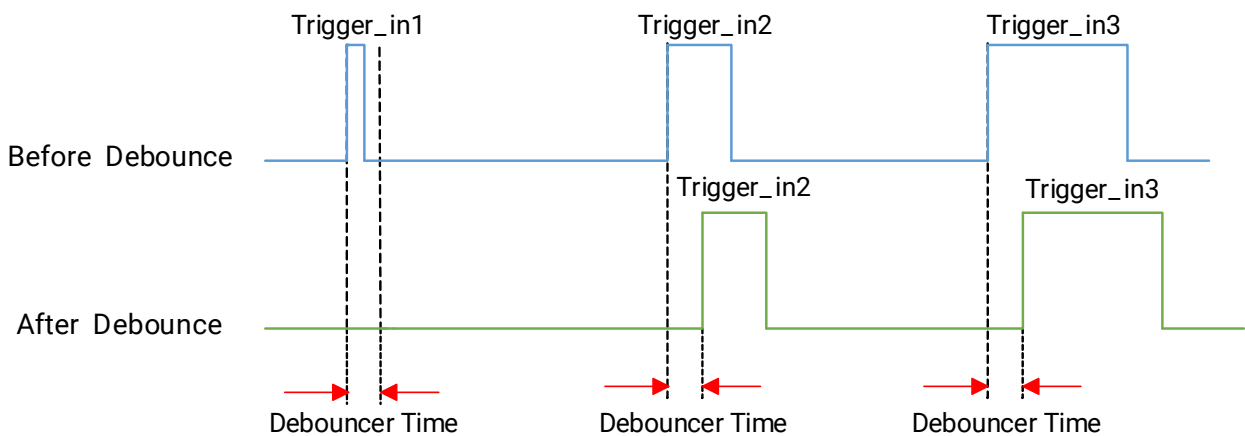 Trigger_in1
Trigger_in2
Trigger_in3
Before Debounce
Trigger_in2
Trigger_in3
After Debounce
Debouncer Time
Debouncer Time
Debouncer Time